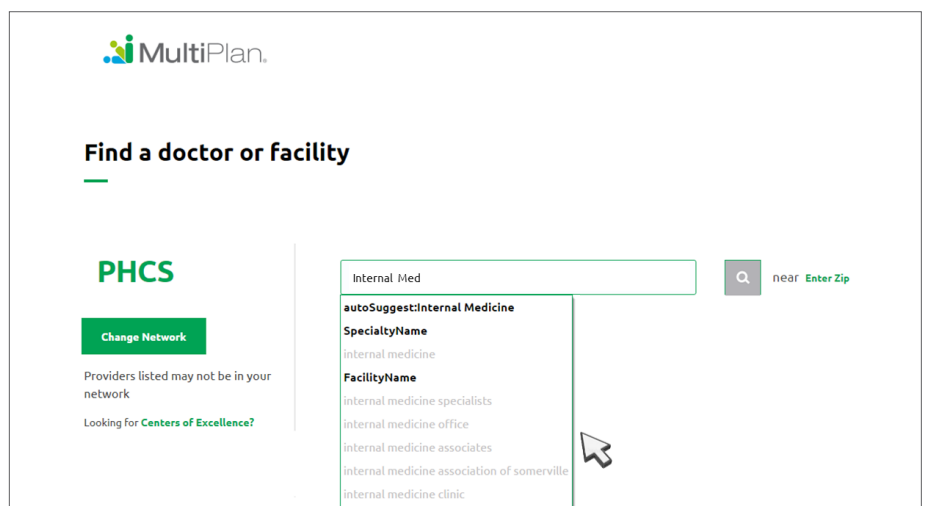 MultiPlan.
Find a doctor or facility
PHCS
Internal Med
near Enter Zip
autoSuggest:Internal Medicine
SpecialtyName
internal medicine
FacilityName
internal medicine specialists
internal medicine office
internal medicine associates
internal medicine association of somerville
internal medicine clinic
Change Network
Providers listed may not be in your
network
Looking for Centers of Excellence?